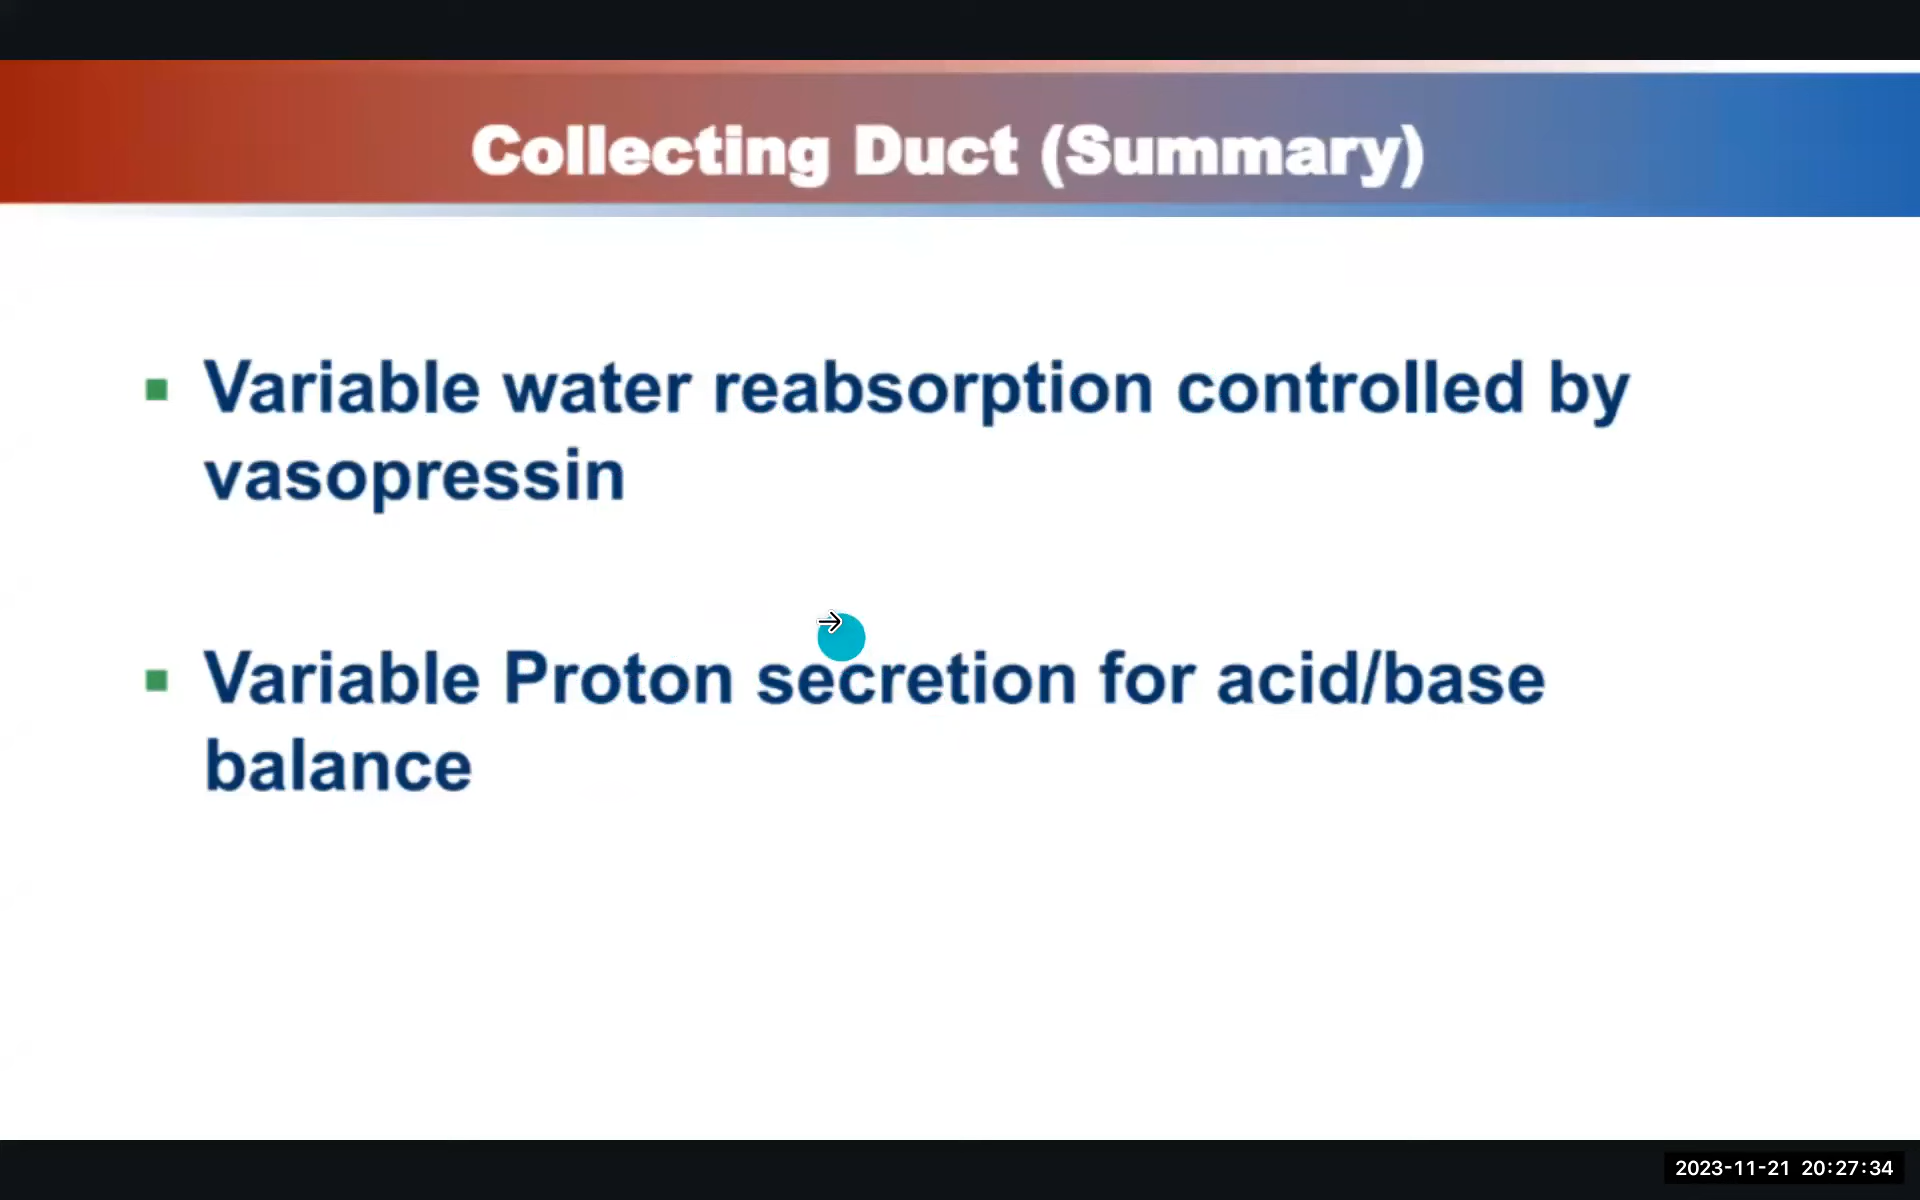 Collecting Duct (Summary)
Variable water reabsorption controlled by
vasopressin
Variable Proton secretion for acid/base
balance
2023-11-21 20:27:34